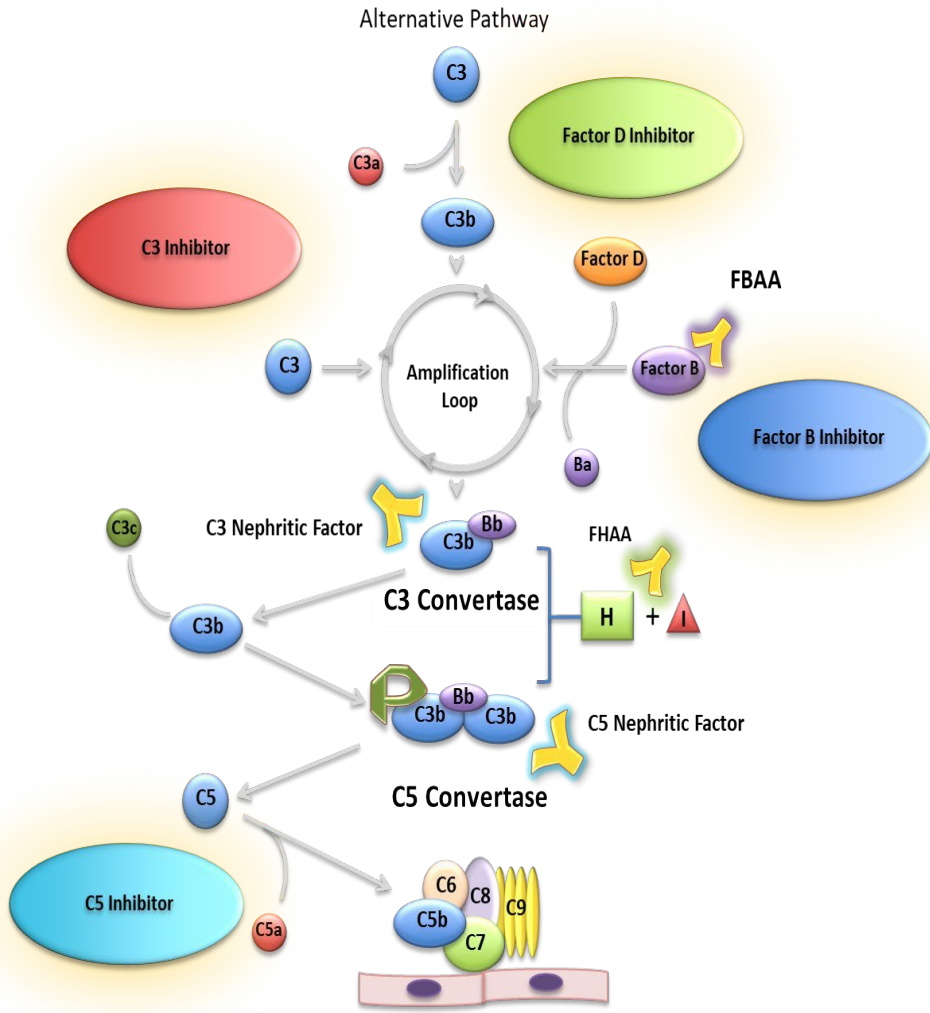 Alternative Pathway
C3
Factor D Inhibitor
C3a
C3b
C3 Inhibitor
Factor D
FBAA
C3
Amplification
Loop
Factor B
Factor B Inhibitor
Ba
C3 Nephritic Factor
C3c
Bb
C3b
FHAA
C3 Convertase
H + I
C3b
P
Bb
C3b
C3b
C5 Nephritic Factor
C5
C5 Convertase
C5 Inhibitor
C5a
C6
C8
C9
C5b
C7